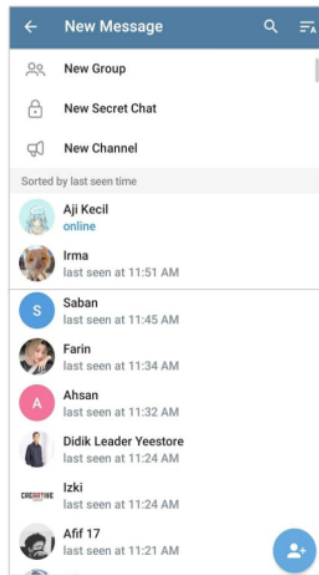 New Message
New Group
New Secret Chat
New Channel
Sorted by last seen time
Aji Kecil
online
Irma
last seen at 11:51 AM
S
Saban
last seen at 11:45 AM
Farin
last seen at 11:34 AM
A
Ahsan
last seen at 11:32 AM
Didik Leader Yeestore
last seen at 11:24 AM
Izki
last seen at 11:24 AM
Afif 17
last seen at 11:21 AM